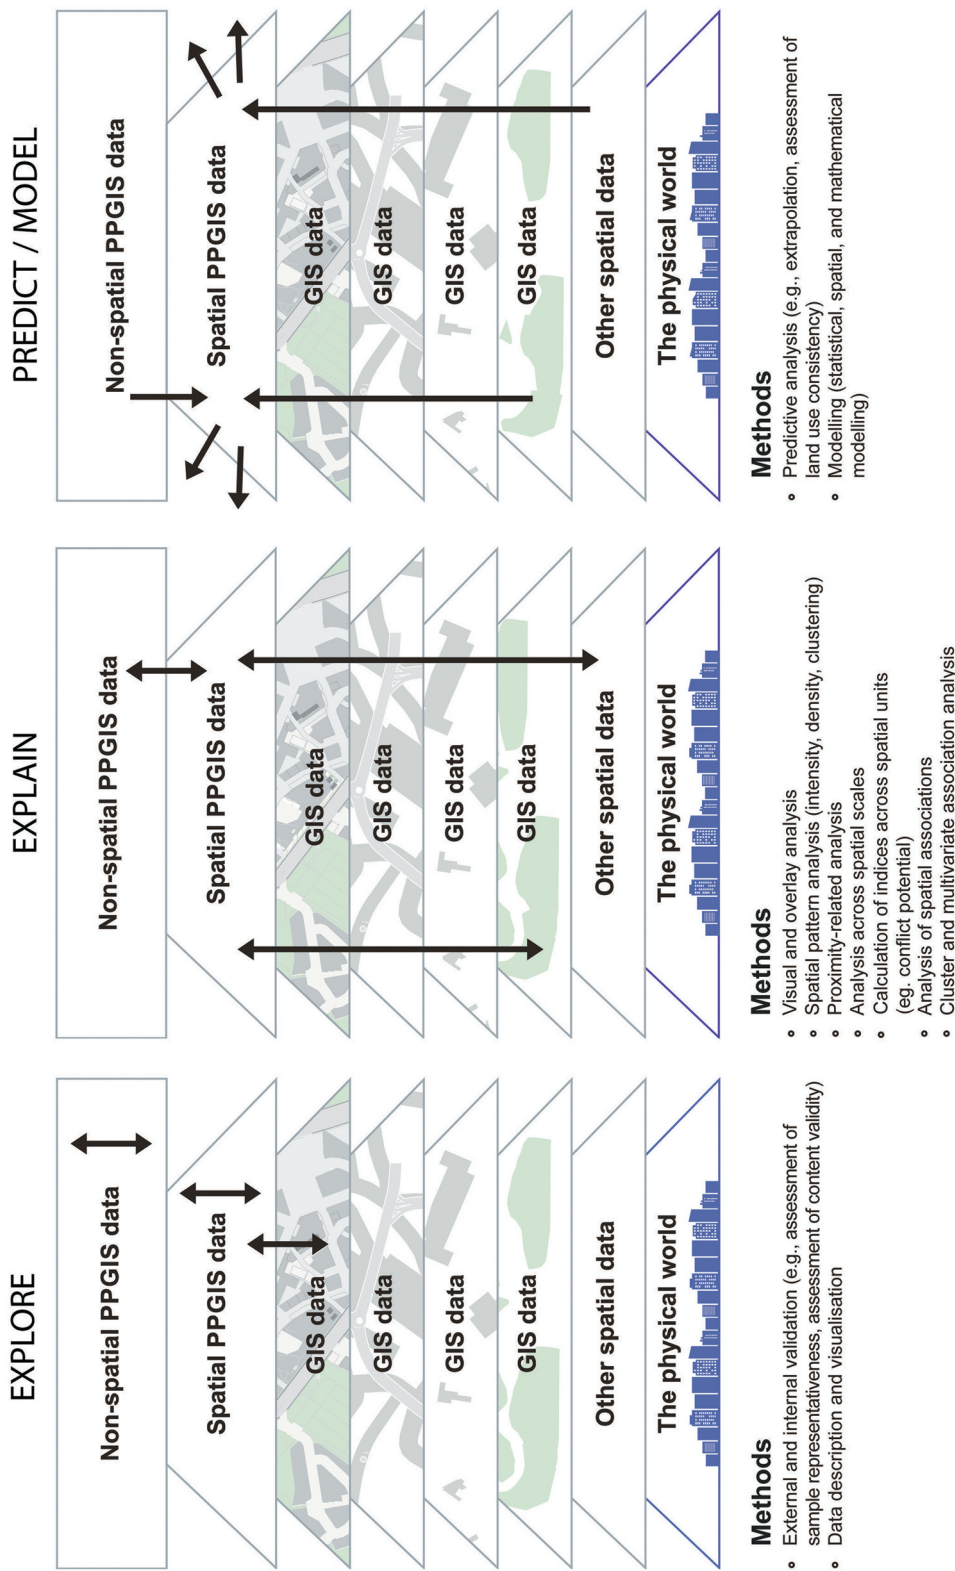 EXPLORE
Non-spatial PPGIS data
Spatial PPGIS data
GIS data
GIS data
GIS data
GIS data
Other spatial data
The physical world
Methods
External and internal validation (e.g., assessment of
sample representativeness, assessment of content validity)
Data description and visualisation
EXPLAIN
Non-spatial PPGIS data
Spatial PPGIS data
GIS data
GIS data
GIS data
GIS data
Other spatial data
The physical world
Methods
Visual and overlay analysis
Spatial pattern analysis (intensity, density, clustering)
Proximity-related analysis
Analysis across spatial scales
Calculation of indices across spatial units
(eg. conflict potential)
Analysis of spatial associations
Cluster and multivariate association analysis
PREDICT / MODEL
Non-spatial PPGIS data
Spatial PPGIS data
GIS data
GIS data
GIS data
GIS data
Other spatial data
The physical world
Methods
Predictive analysis (e.g., extrapolation, assessment of
land use consistency)
Modelling (statistical, spatial, and mathematical
modelling)